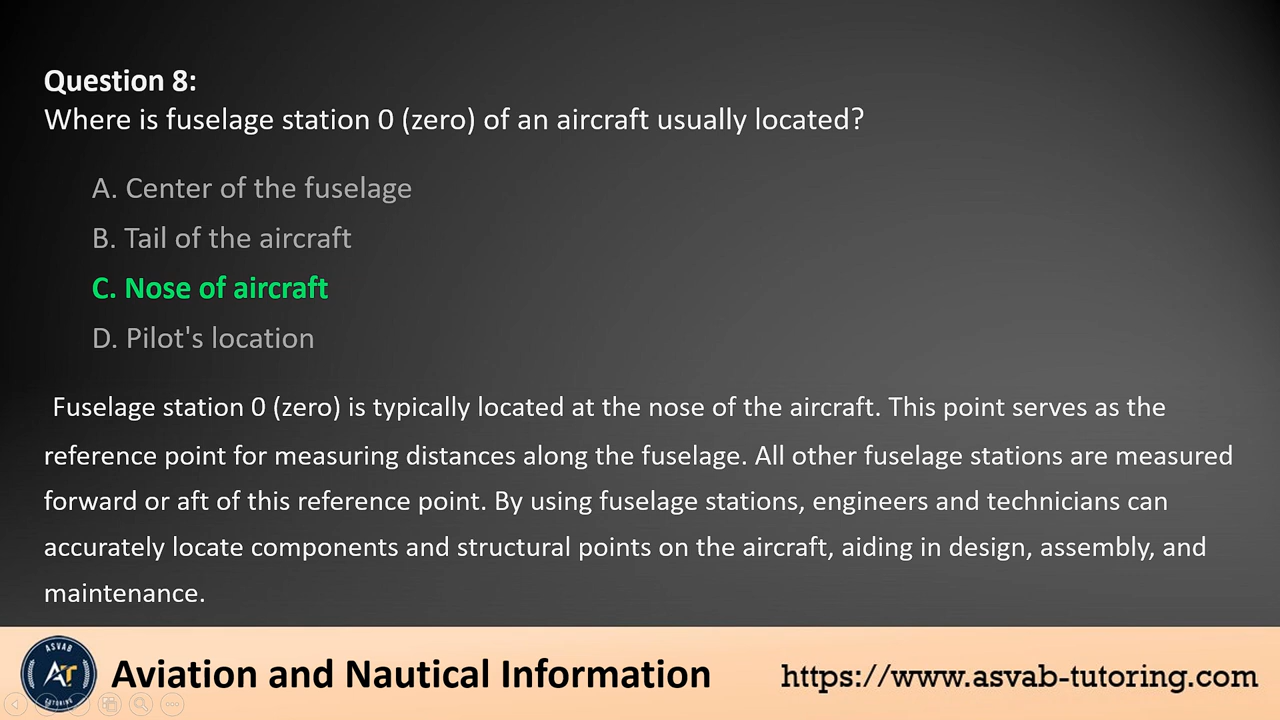 Question 8:
Where is fuselage station 0 (zero) of an aircraft usually located?
A. Center of the fuselage
B. Tail of the aircraft
C. Nose of aircraft
D. Pilot's location
Fuselage station 0 (zero) is typically located at the nose of the aircraft. This point serves as the
reference point for measuring distances along the fuselage. All other fuselage stations are measured
forward or aft of this reference point. By using fuselage stations, engineers and technicians can
accurately locate components and structural points on the aircraft, aiding in design, assembly, and
maintenance.
ASVAB
AT
TUTORING
Aviation and Nautical Information
https://www.asvab-tutoring.com